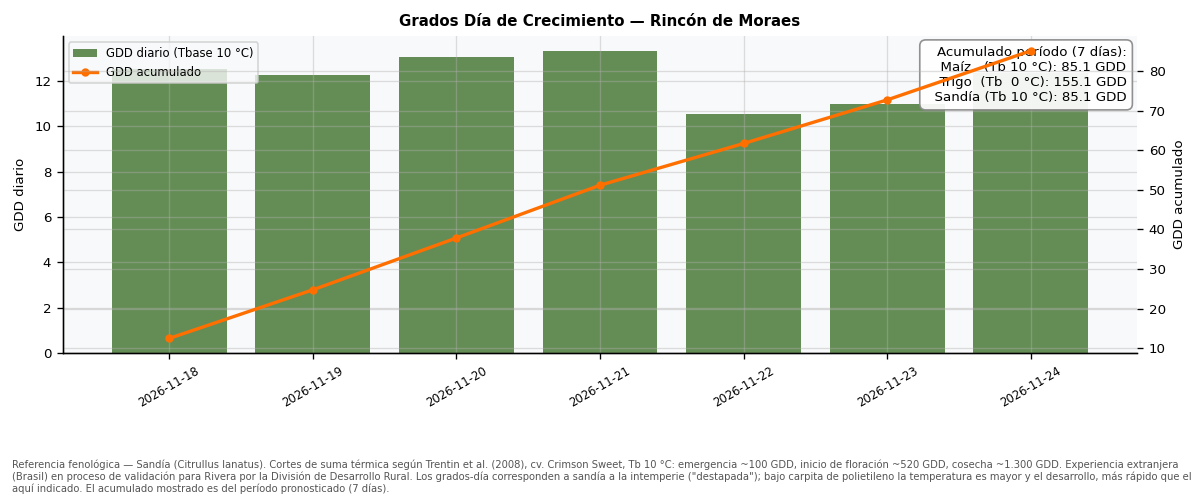 Grados Día de Crecimiento — Rincón de Moraes
GDD diario (Tbase 10 °C)
GDD acumulado
Acumulado período (7 días):
Maíz (Tb 10 °C): 85.1 GDD
Trigo (Tb 0 °C): 155.1 GDD
Sandía (Tb 10 °C): 85.1 GDD
GDD diario
12
10
8
6
4
2
0
GDD acumulado
80
70
60
50
40
30
20
10
2026-11-18
2026-11-19
2026-11-20
2026-11-21
2026-11-22
2026-11-23
2026-11-24
Referencia fenológica — Sandía (Citrullus lanatus). Cortes de suma térmica según Trentin et al. (2008), cv. Crimson Sweet, Tb 10 °C: emergencia ~100 GDD, inicio de floración ~520 GDD, cosecha ~1.300 GDD. Experiencia extranjera
(Brasil) en proceso de validación para Rivera por la División de Desarrollo Rural. Los grados-día corresponden a sandía a la intemperie ("destapada"); bajo carpita de polietileno la temperatura es mayor y el desarrollo, más rápido que el
aquí indicado. El acumulado mostrado es del período pronosticado (7 días).